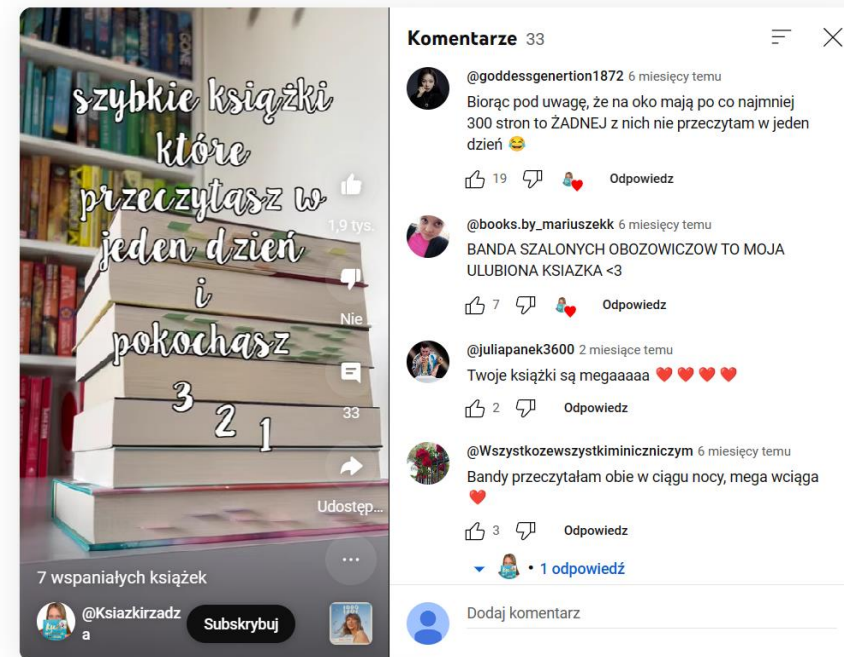 szybkie książki
które
przeczytasz w
jeden dzień
i
pokochasz
3
2
1
1,9 tys.
Nie
33
Udostęp...
7 wspaniałych książek
@Ksiazkirzadz
a
Subskrybuj
Komentarze 33
@goddessgenertion1872 6 miesięcy temu
Biorąc pod uwagę, że na oko mają po co najmniej
300 stron to ŻADNEJ z nich nie przeczytam w jeden
dzień 😂
19 Odpowiedz
@books.by_mariuszekk 6 miesięcy temu
BANDA SZALONYCH OBOZOWICZOW TO MOJA
ULUBIONA KSIAZKA <3
7 Odpowiedz
@juliapanek3600 2 miesiące temu
Twoje książki są megaaaaa ❤️ ❤️ ❤️ ❤️
2 Odpowiedz
@Wszystkozewszystkiminiczniczym 6 miesięcy temu
Bandy przeczytałam obie w ciągu nocy, mega wciąga
❤️
3 Odpowiedz
• 1 odpowiedź
Dodaj komentarz